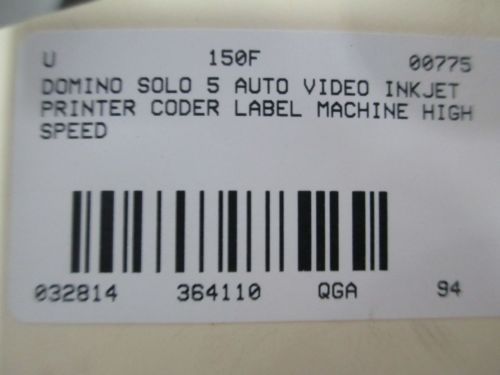 U 150F 00775
DOMINO SOLO 5 AUTO VIDEO INKJET
PRINTER CODER LABEL MACHINE HIGH
SPEED
032814 364110 QGA 94